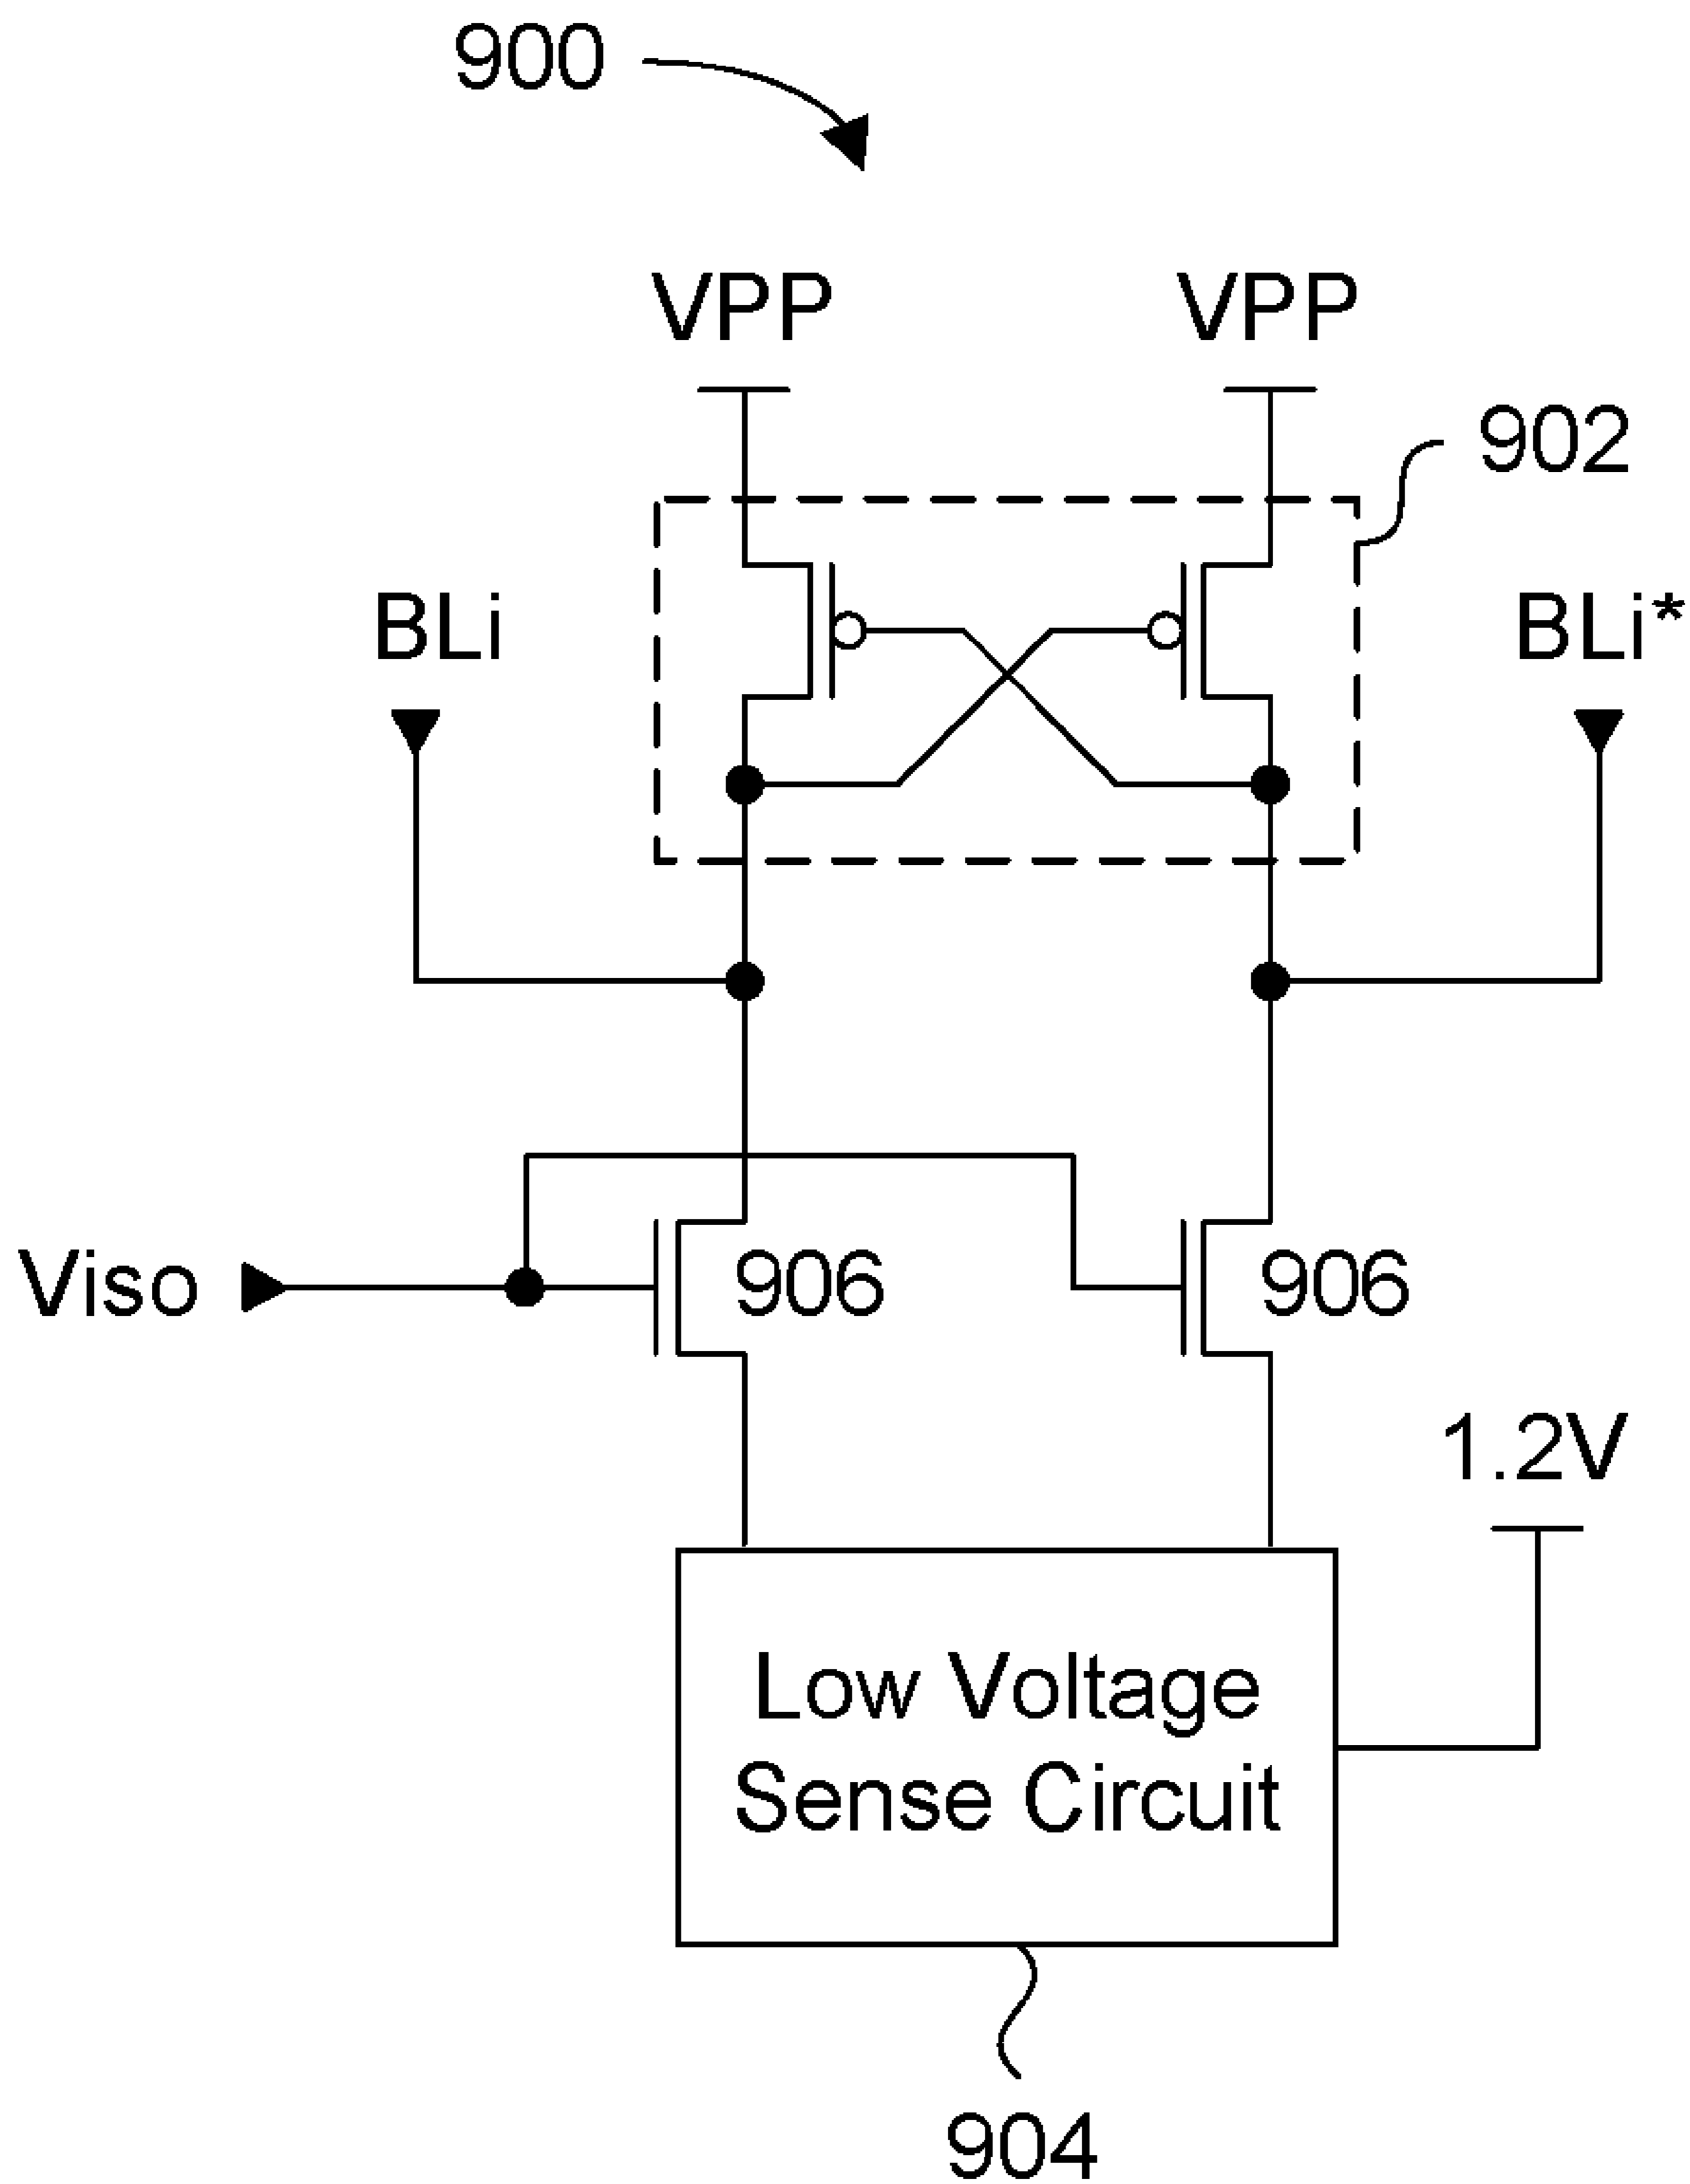 900
VPP
VPP
902
BLi
BLi*
Viso
906
906
1.2V
Low Voltage
Sense Circuit
904